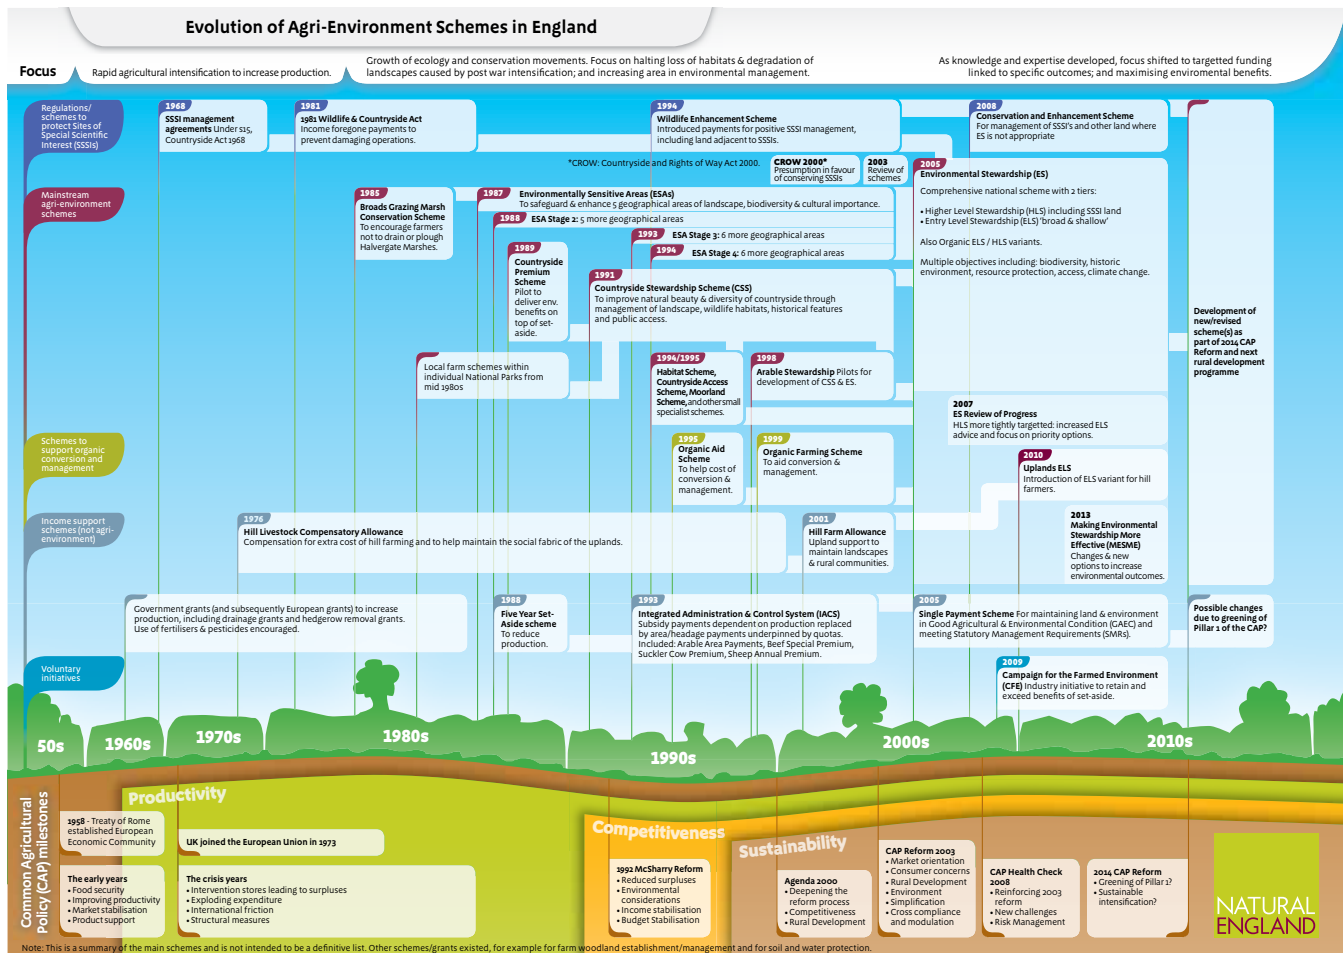 Evolution of Agri-Environment Schemes in England
Focus
Rapid agricultural intensification to increase production.
Growth of ecology and conservation movements. Focus on halting loss of habitats & degradation of
landscapes caused by post war intensification; and increasing area in environmental management.
As knowledge and expertise developed, focus shifted to targetted funding
linked to specific outcomes; and maximising enviromental benefits.
Regulations/
schemes to
protect Sites of
Special Scientific
Interest (SSSIs)
1968
SSSI management
agreements Under s15,
Countryside Act 1968
1981
1981 Wildlife & Countryside Act
Income foregone payments to
prevent damaging operations.
1994
Wildlife Enhancement Scheme
Introduced payments for positive SSSI management,
including land adjacent to SSSIs.
2008
Conservation and Enhancement Scheme
For management of SSSI's and other land where
ES is not appropriate
*CROW: Countryside and Rights of Way Act 2000.
CROW 2000*
Presumption in favour
of conserving SSSIs
2003
Review of
schemes
Mainstream
agri-environment
schemes
1985
Broads Grazing Marsh
Conservation Scheme
To encourage farmers
not to drain or plough
Halvergate Marshes.
1987
Environmentally Sensitive Areas (ESAs)
To safeguard & enhance 5 geographical areas of landscape, biodiversity & cultural importance.
1988
ESA Stage 2: 5 more geographical areas
1993
ESA Stage 3: 6 more geographical areas
1994
ESA Stage 4: 6 more geographical areas
1989
Countryside
Premium
Scheme
Pilot to
deliver env.
benefits on
top of set-
aside.
1991
Countryside Stewardship Scheme (CSS)
To improve natural beauty & diversity of countryside through
management of landscape, wildlife habitats, historical features
and public access.
Local farm schemes within
individual National Parks from
mid 1980s
1994/1995
Habitat Scheme,
Countryside Access
Scheme, Moorland
Scheme, and other small
specialist schemes.
1998
Arable Stewardship Pilots for
development of CSS & ES.
2005
Environmental Stewardship (ES)
Comprehensive national scheme with 2 tiers:
• Higher Level Stewardship (HLS) including SSSI land
• Entry Level Stewardship (ELS) 'broad & shallow'
Also Organic ELS / HLS variants.
Multiple objectives including: biodiversity, historic
environment, resource protection, access, climate change.
Development of
new/revised
scheme(s) as
part of 2014 CAP
Reform and next
rural development
programme
2007
ES Review of Progress
HLS more tightly targetted: increased ELS
advice and focus on priority options.
Schemes to
support organic
conversion and
management
1995
Organic Aid
Scheme
To help cost of
conversion &
management.
1999
Organic Farming Scheme
To aid conversion &
management.
2010
Uplands ELS
Introduction of ELS variant for hill
farmers.
Income support
schemes (not agri-
environment)
1976
Hill Livestock Compensatory Allowance
Compensation for extra cost of hill farming and to help maintain the social fabric of the uplands.
2001
Hill Farm Allowance
Upland support to
maintain landscapes
& rural communities.
2013
Making Environmental
Stewardship More
Effective (MESME)
Changes & new
options to increase
environmental outcomes.
Government grants (and subsequently European grants) to increase
production, including drainage grants and hedgerow removal grants.
Use of fertilisers & pesticides encouraged.
1988
Five Year Set-
Aside scheme
To reduce
production.
1993
Integrated Administration & Control System (IACS)
Subsidy payments dependent on production replaced
by area/headage payments underpinned by quotas.
Included: Arable Area Payments, Beef Special Premium,
Suckler Cow Premium, Sheep Annual Premium.
2005
Single Payment Scheme For maintaining land & environment
in Good Agricultural & Environmental Condition (GAEC) and
meeting Statutory Management Requirements (SMRs).
Possible changes
due to greening of
Pillar 1 of the CAP?
Voluntary
initiatives
2009
Campaign for the Farmed Environment
(CFE) Industry initiative to retain and
exceed benefits of set-aside.
50s
1960s
1970s
1980s
1990s
2000s
2010s
Common Agricultural
Policy (CAP) milestones
Productivity
Competitiveness
Sustainability
1958 - Treaty of Rome
established European
Economic Community
UK joined the European Union in 1973
The early years
• Food security
• Improving productivity
• Market stabilisation
• Product support
The crisis years
• Intervention stores leading to surpluses
• Exploding expenditure
• International friction
• Structural measures
1992 McSharry Reform
• Reduced surpluses
• Environmental
considerations
• Income stabilisation
• Budget Stabilisation
Agenda 2000
• Deepening the
reform process
• Competitiveness
• Rural Development
CAP Reform 2003
• Market orientation
• Consumer concerns
• Rural Development
• Environment
• Simplification
• Cross compliance
and modulation
CAP Health Check
2008
• Reinforcing 2003
reform
• New challenges
• Risk Management
2014 CAP Reform
• Greening of Pillar 1?
• Sustainable
intensification?
NATURAL
ENGLAND
Note: This is a summary of the main schemes and is not intended to be a definitive list. Other schemes/grants existed, for example for farm woodland establishment/management and for soil and water protection.